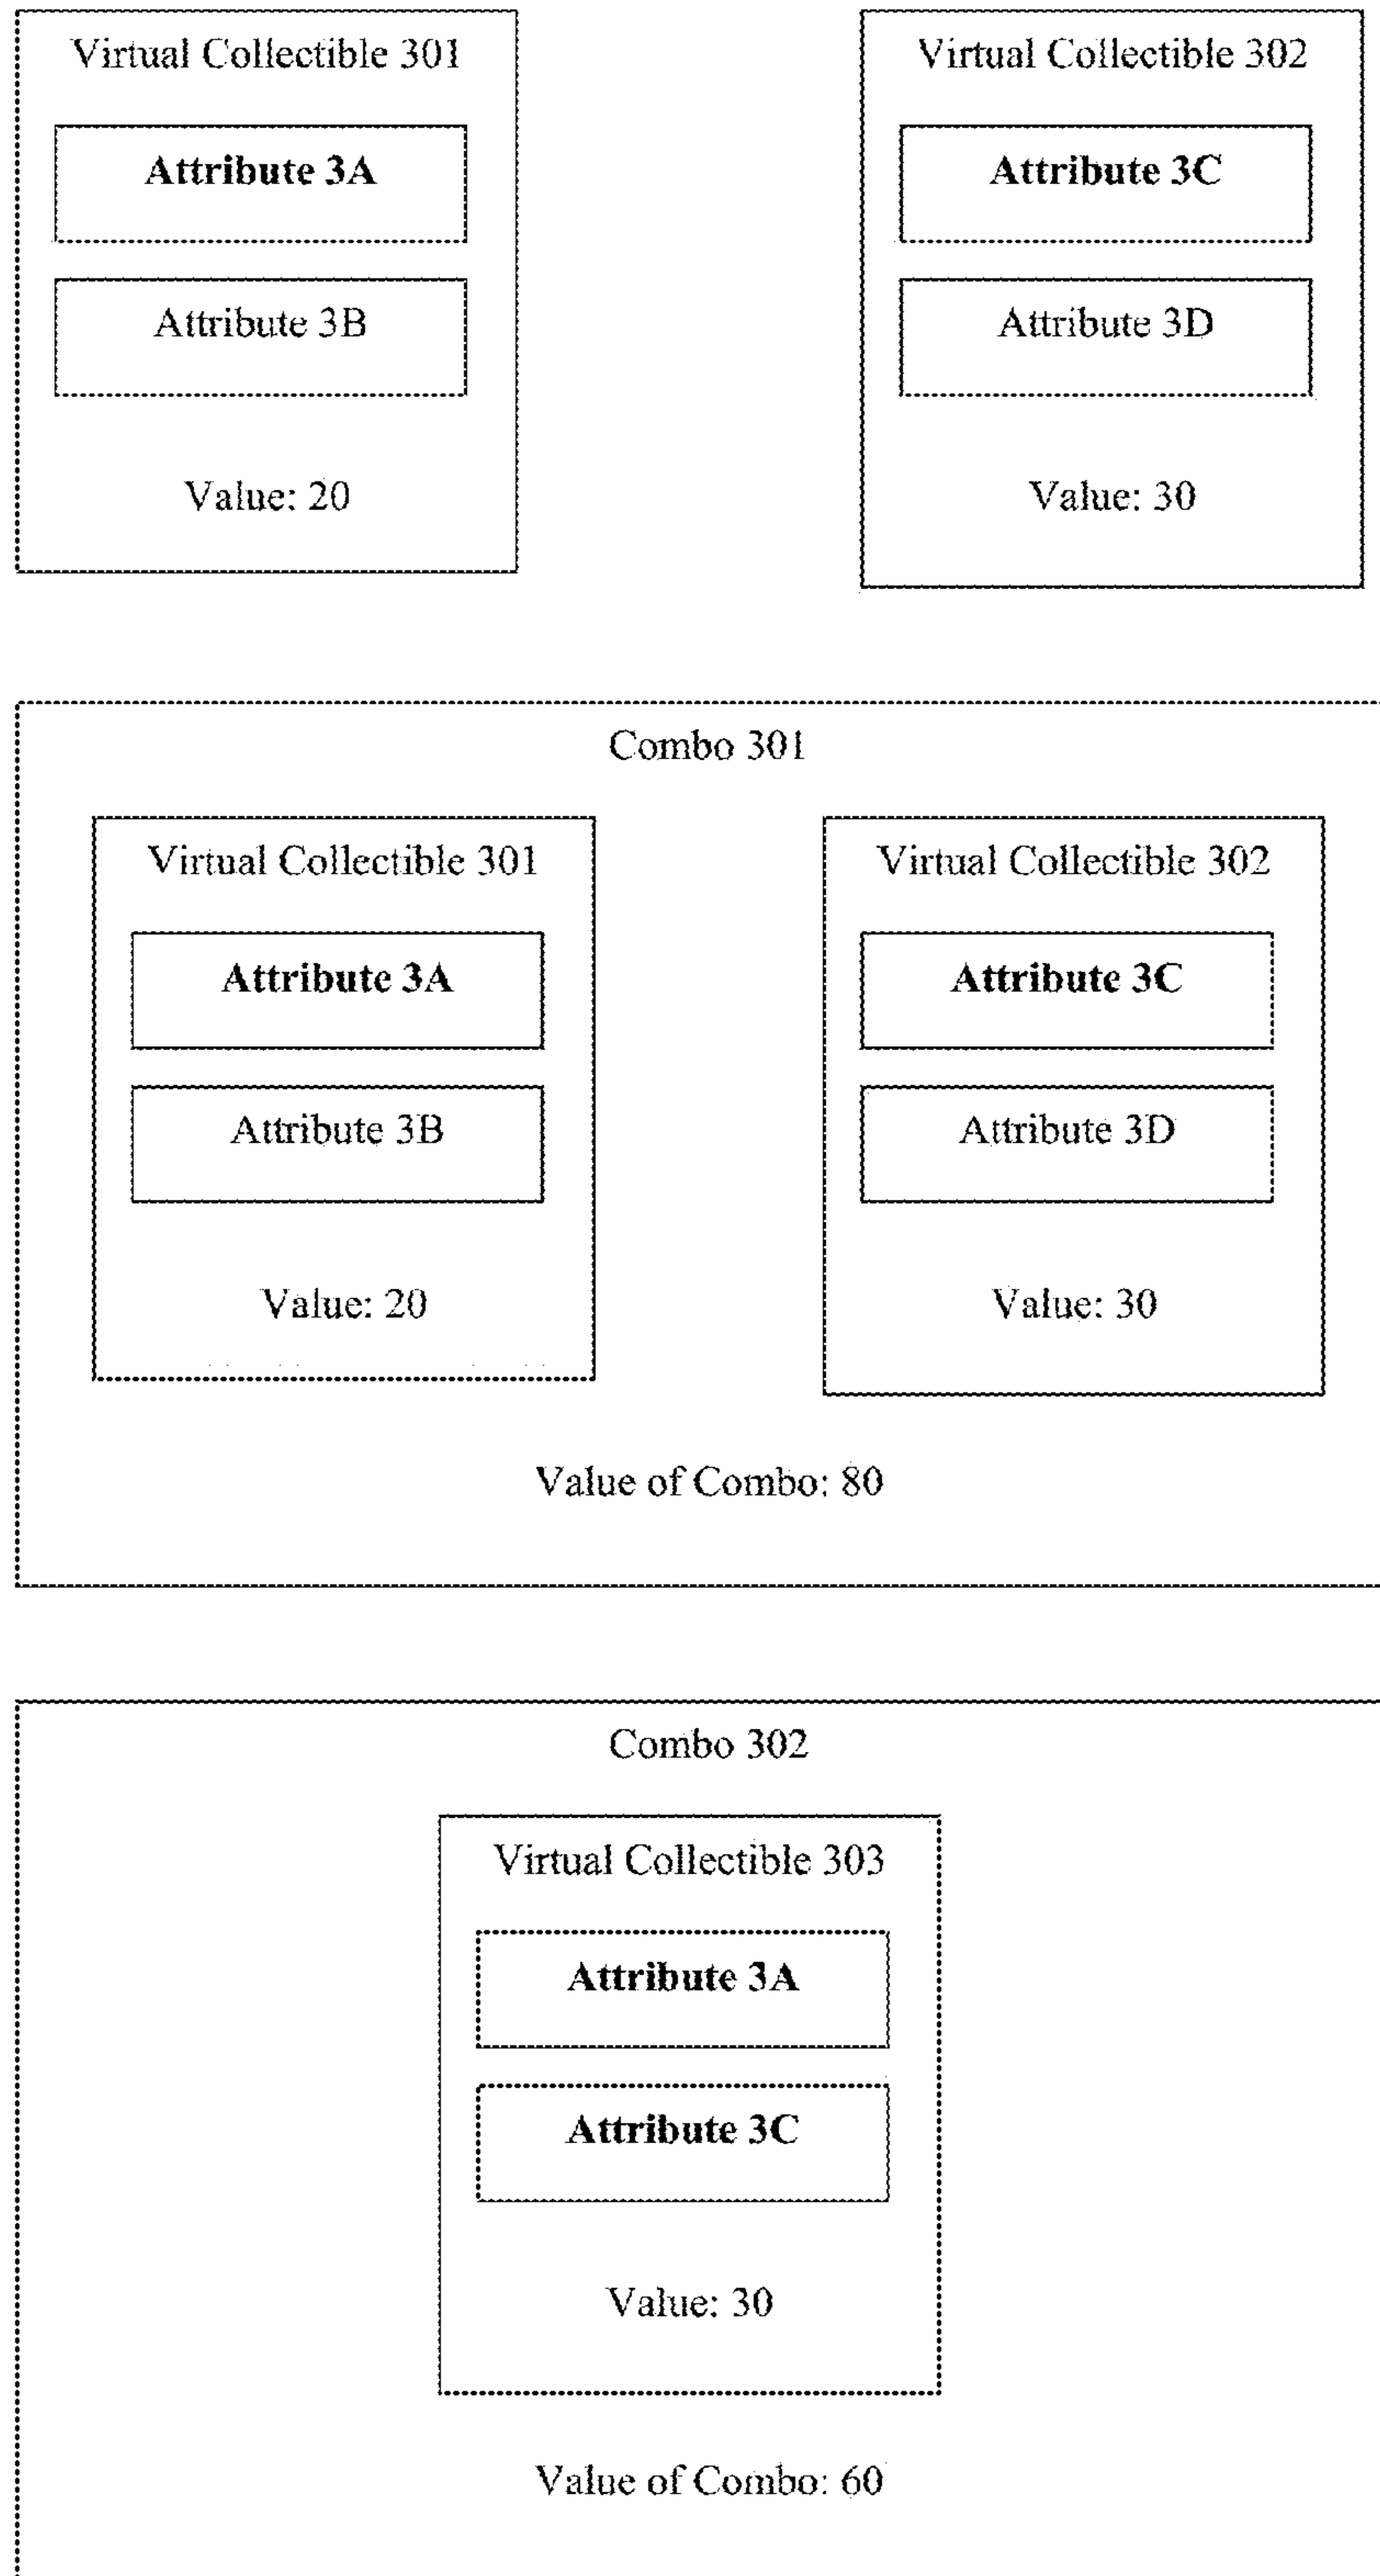 Virtual Collectible 301
Attribute 3A
Attribute 3B
Value: 20
Virtual Collectible 302
Attribute 3C
Attribute 3D
Value: 30
Combo 301
Virtual Collectible 301
Attribute 3A
Attribute 3B
Value: 20
Virtual Collectible 302
Attribute 3C
Attribute 3D
Value: 30
Value of Combo: 80
Combo 302
Virtual Collectible 303
Attribute 3A
Attribute 3C
Value: 30
Value of Combo: 60